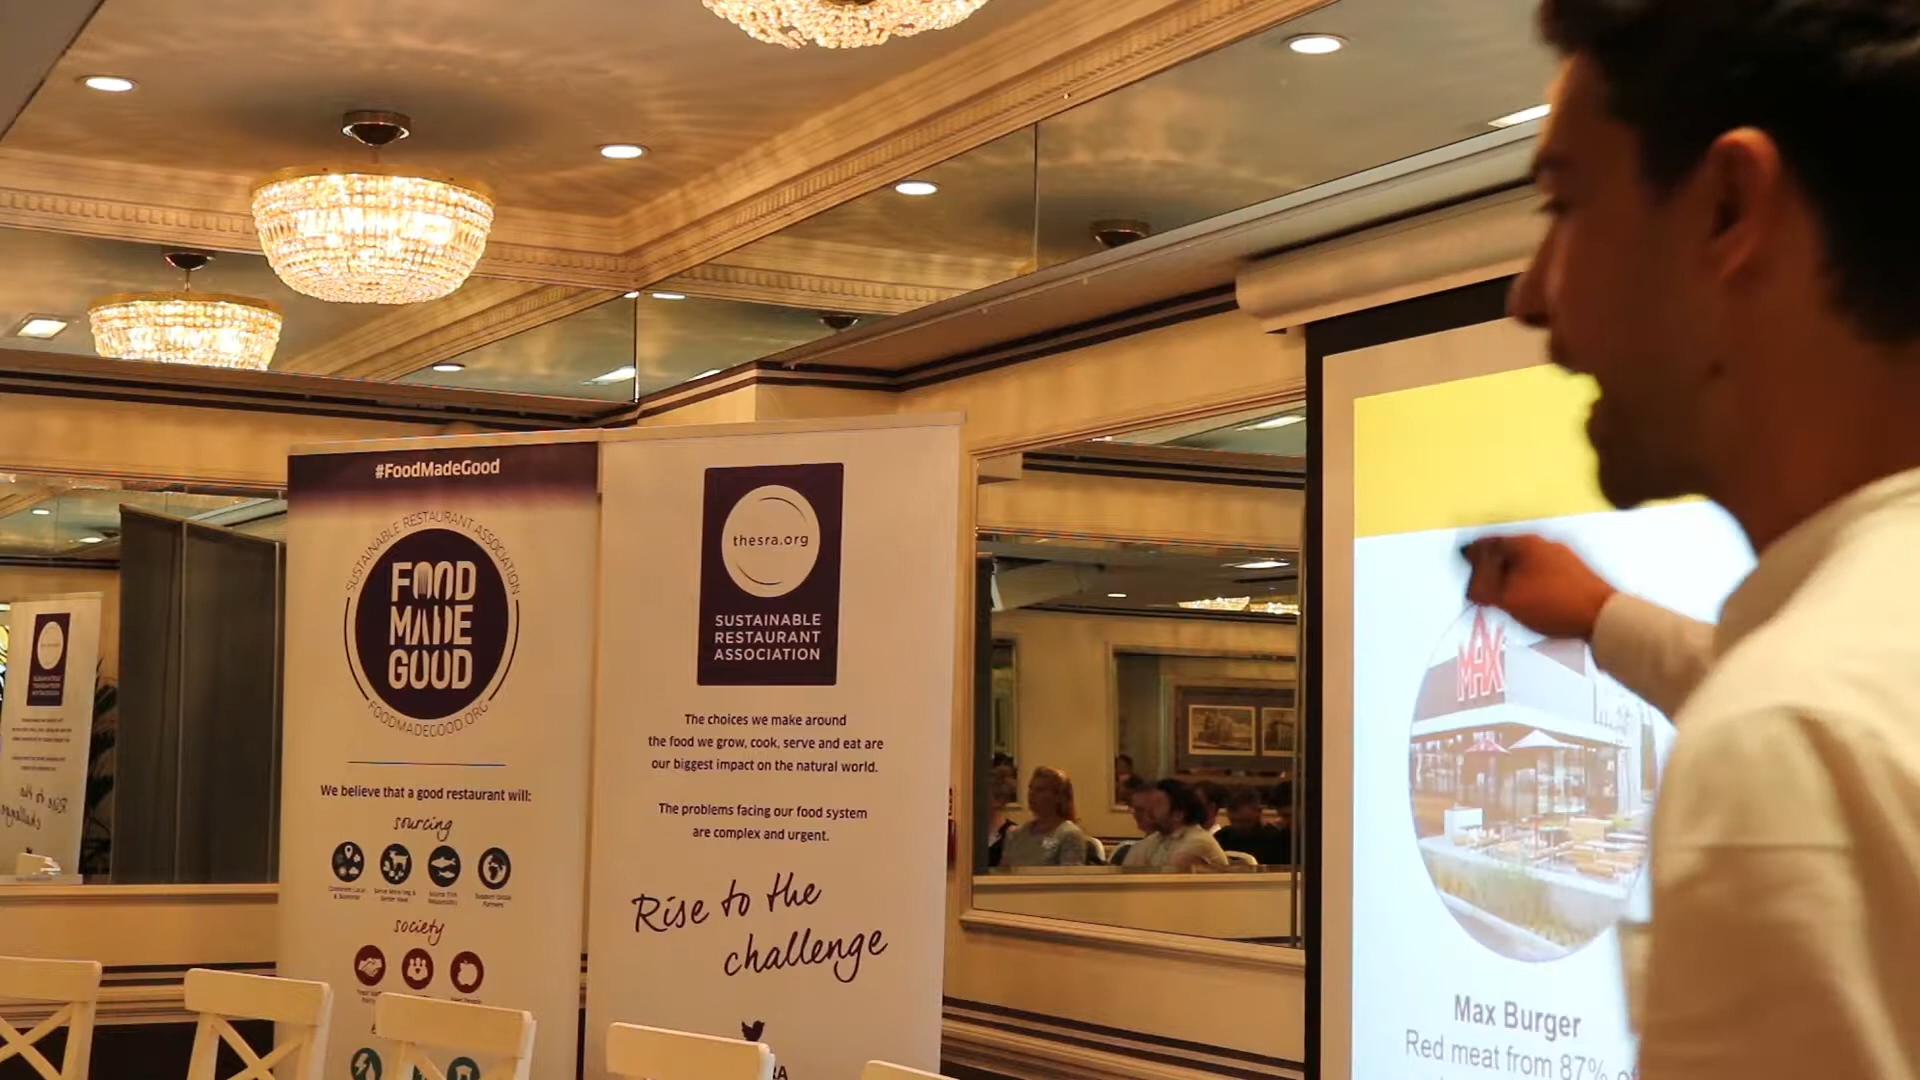 #FoodMadeGood
SUSTAINABLE RESTAURANT ASSOCIATION
FOOD
MADE
GOOD
FOODMADEGOOD.ORG
We believe that a good restaurant will:
sourcing
society
thesra.org
SUSTAINABLE
RESTAURANT
ASSOCIATION
The choices we make around
the food we grow, cook, serve and eat are
our biggest impact on the natural world.
The problems facing our food system
are complex and urgent.
Rise to the
challenge
MAX
Max Burger
Red meat from 87%